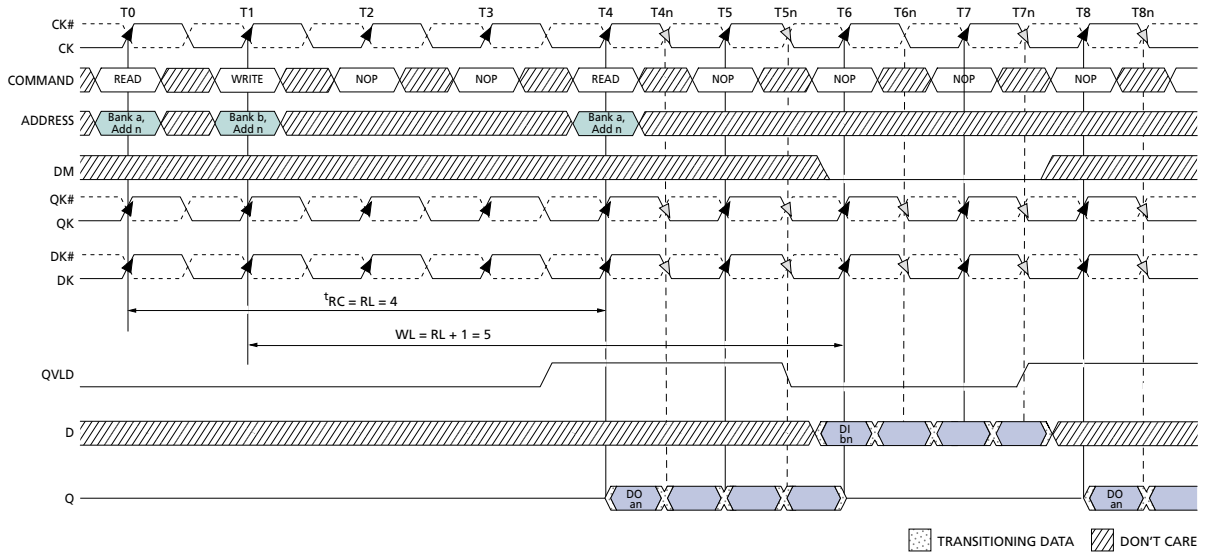 T0 T1 T2 T3 T4 T4n T5 T5n T6 T6n T7 T7n T8 T8n
CK#
CK
COMMAND READ WRITE NOP NOP READ NOP NOP NOP NOP
ADDRESS Bank a, Add n Bank b, Add n Bank a, Add n
DM
QK#
QK
DK#
DK
tRC = RL = 4
WL = RL + 1 = 5
QVLD
D DI bn
Q DO an DO an
TRANSITIONING DATA DON'T CARE